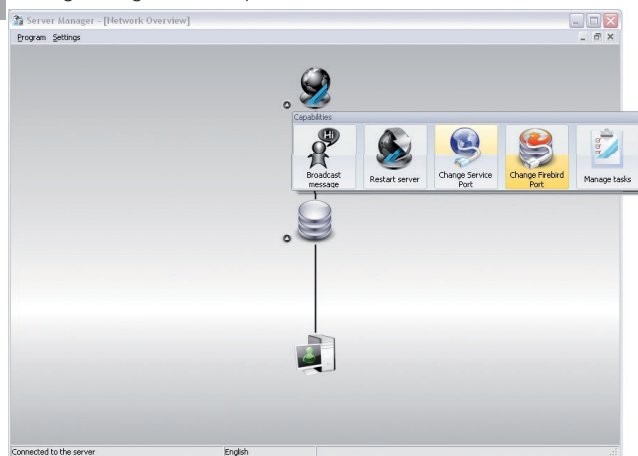 Server Manager - [Network Overview]
Program Settings
Capabilities
Hi
Broadcast message
Restart server
Change Service Port
Change Firebird Port
Manage tasks
Connected to the server
English